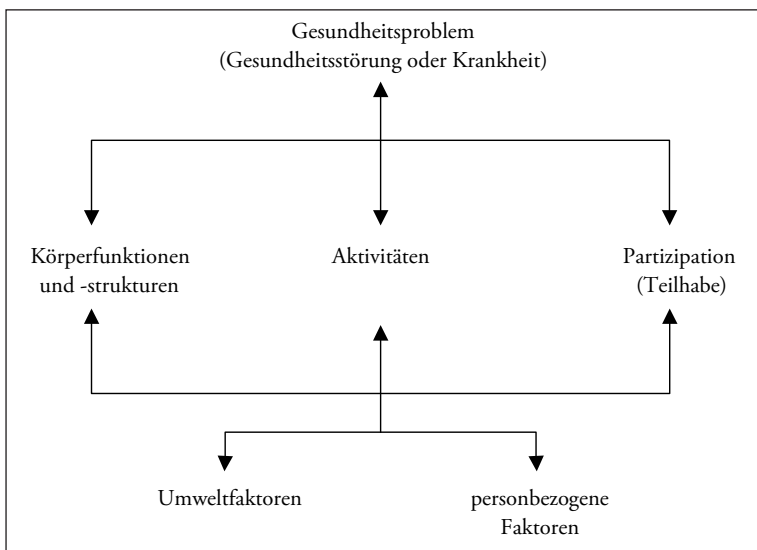 Gesundheitsproblem
(Gesundheitsstörung oder Krankheit)
Körperfunktionen
und -strukturen
Aktivitäten
Partizipation
(Teilhabe)
Umweltfaktoren
personbezogene
Faktoren